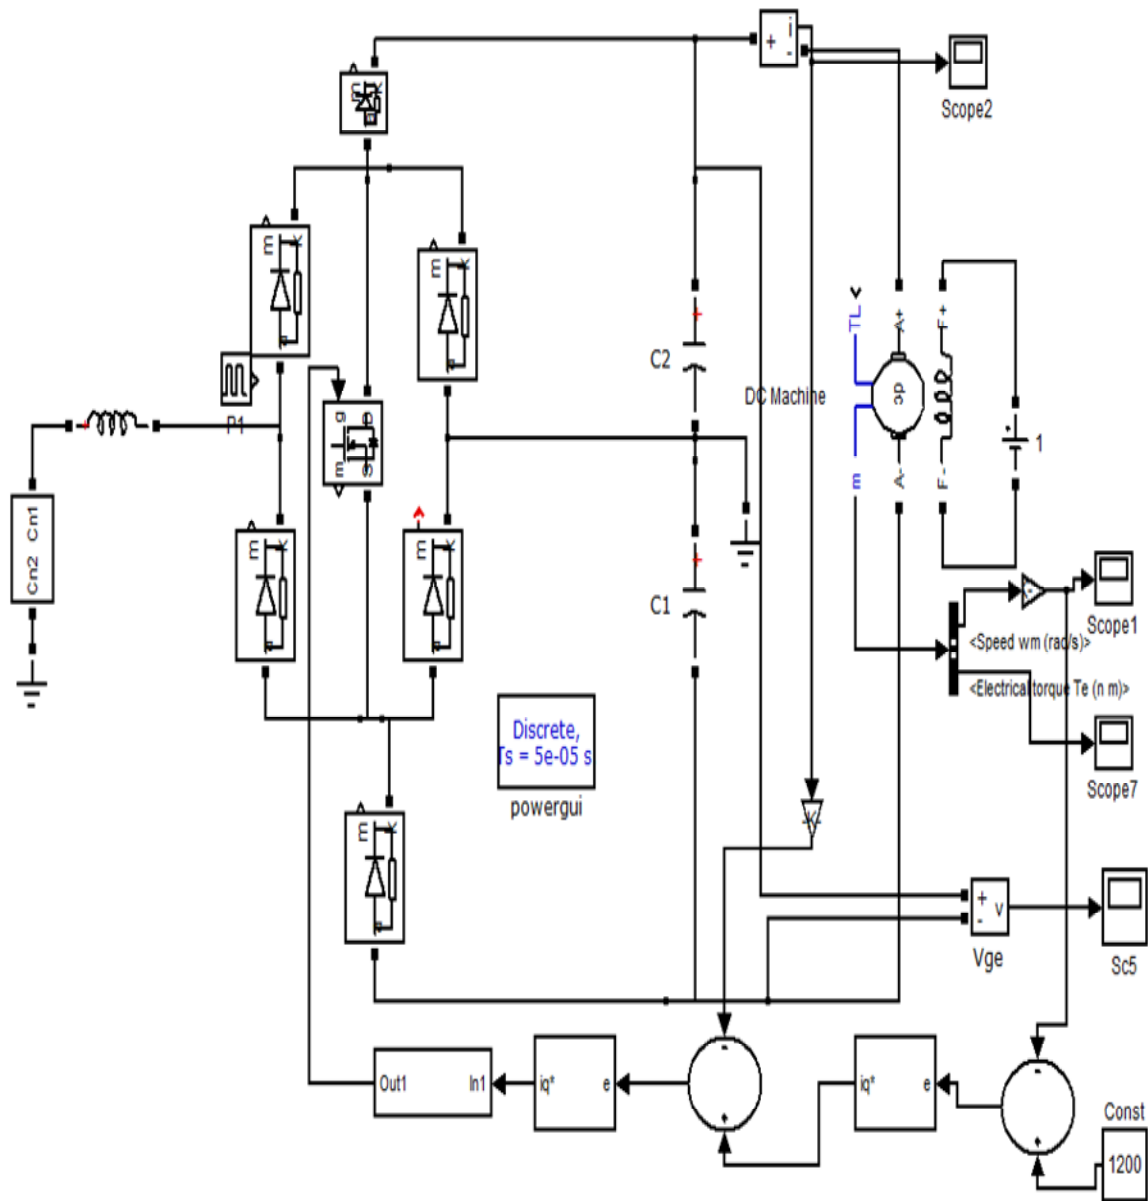 i
+
-
Scope2
m
k
m
k
m
k
P1
g
D
m
S
C2
DC Machine
TL
A+
F+
dc
m
A-
F-
1
Cn1
Cn2
m
k
m
k
C1
Scope1
<Speed wm (rad/s)>
<Electrical torque Te (n m)>
Discrete,
Ts = 5e-05 s
powergui
Scope7
m
k
K
+
-
v
Vge
Sc5
-
+
-
+
Out1
In1
iq*
e
iq*
e
Const
1200